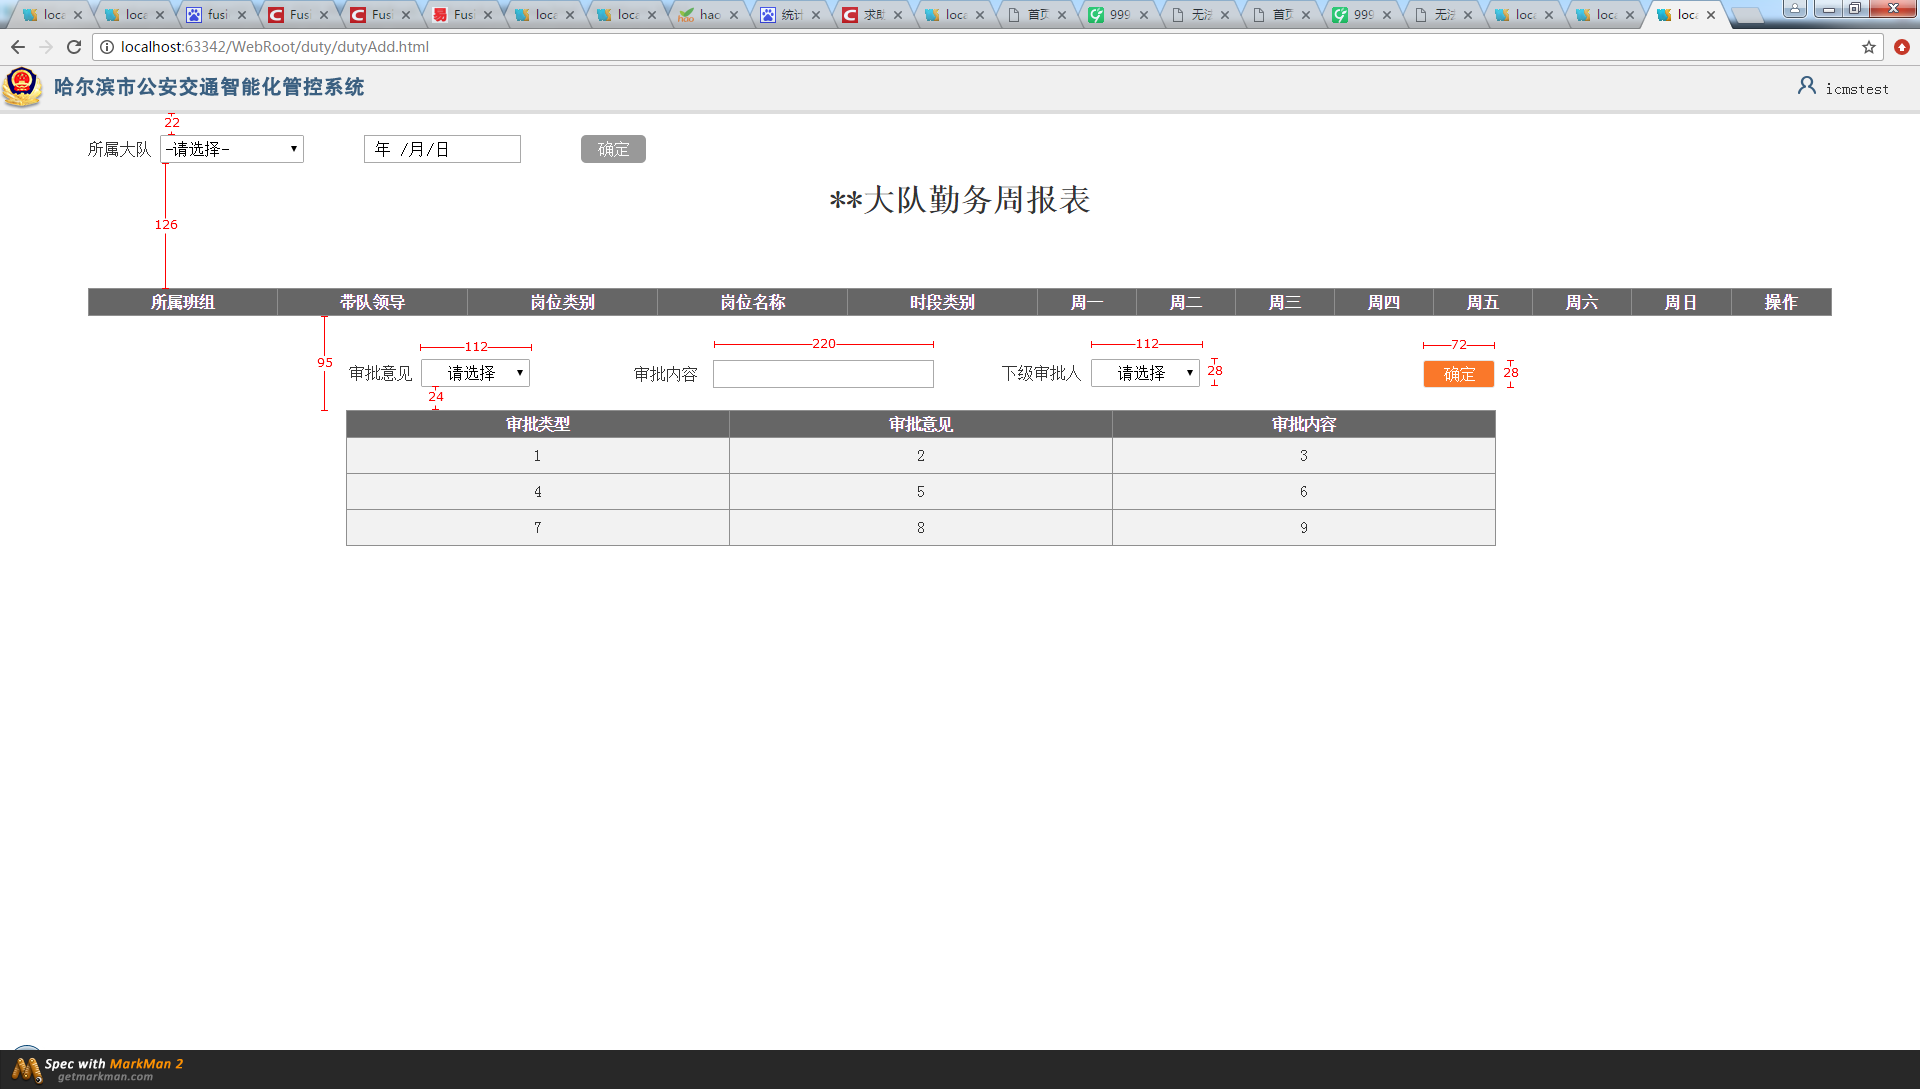 loca loca fusi Fusi Fusi Fusi loca loca hao 统计 求助 loca 首页 999 无法 首页 999 无法 loca loca loca
localhost:63342/WebRoot/duty/dutyAdd.html
哈尔滨市公安交通智能化管控系统 icmstest
22
所属大队 -请选择- 年 /月/日 确定
**大队勤务周报表
126
所属班组 带队领导 岗位类别 岗位名称 时段类别 周一 周二 周三 周四 周五 周六 周日 操作
112 220 112 72
95 审批意见 请选择 审批内容 下级审批人 请选择 28 确定 28
24
审批类型 审批意见 审批内容
1 2 3
4 5 6
7 8 9
Spec with MarkMan 2
getmarkman.com